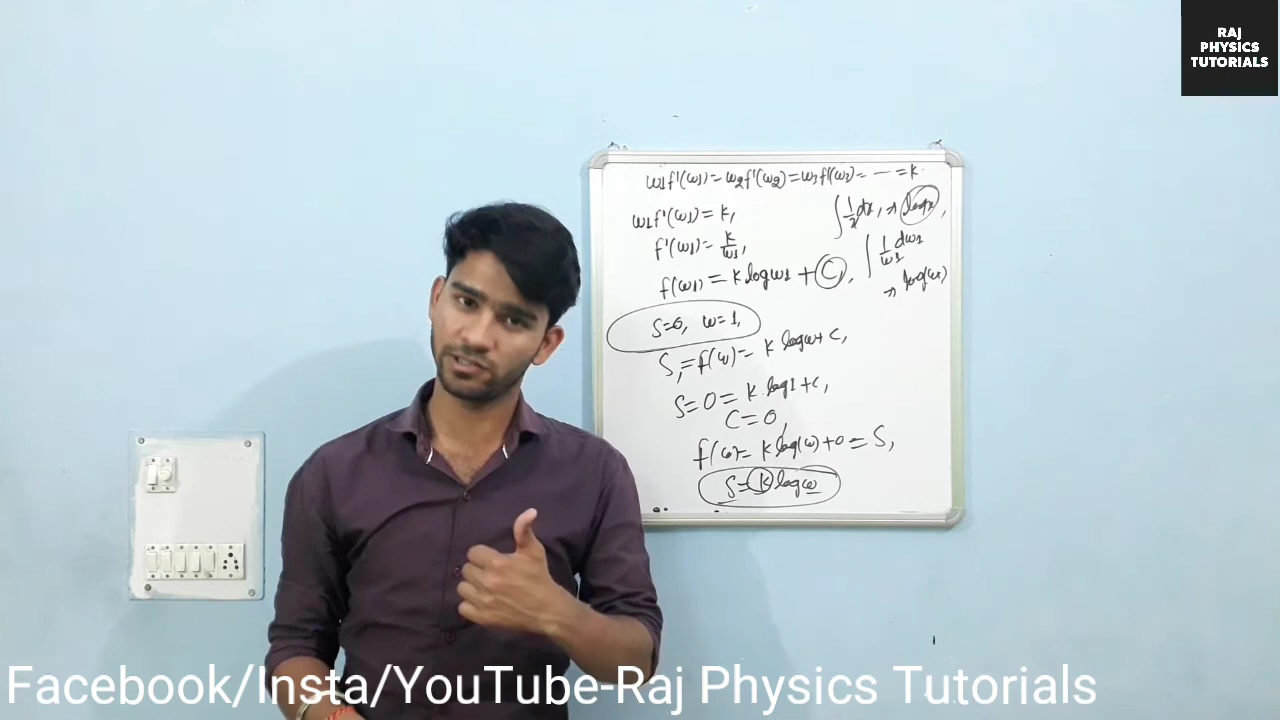 RAJ
PHYSICS
TUTORIALS
ω1f'(ω1) = ω2f'(ω2) = ω3f'(ω3) = --- = K.
ω1f'(ω1) = K,
∫1/x dx, → logx,
f'(ω1) = K/ω1,
∫ 1/ω1 dω1
f(ω1) = K logω1 + C,
→ log(ω1)
S=0, ω=1,
S, = f(ω) = K logω + C,
S=0 = K log1 + C,
C = 0
f(ω) = K log(ω) + 0 = S,
S = K logω
Facebook/Insta/YouTube-Raj Physics Tutorials